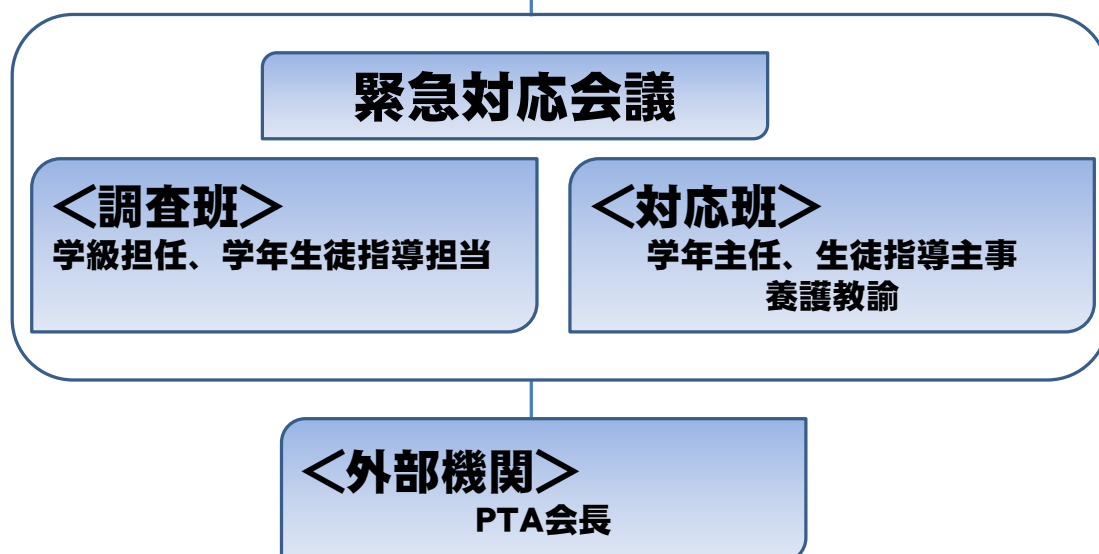 緊急対応会議
＜調査班＞
学級担任、学年生徒指導担当
＜対応班＞
学年主任、生徒指導主事
養護教諭
＜外部機関＞
PTA会長